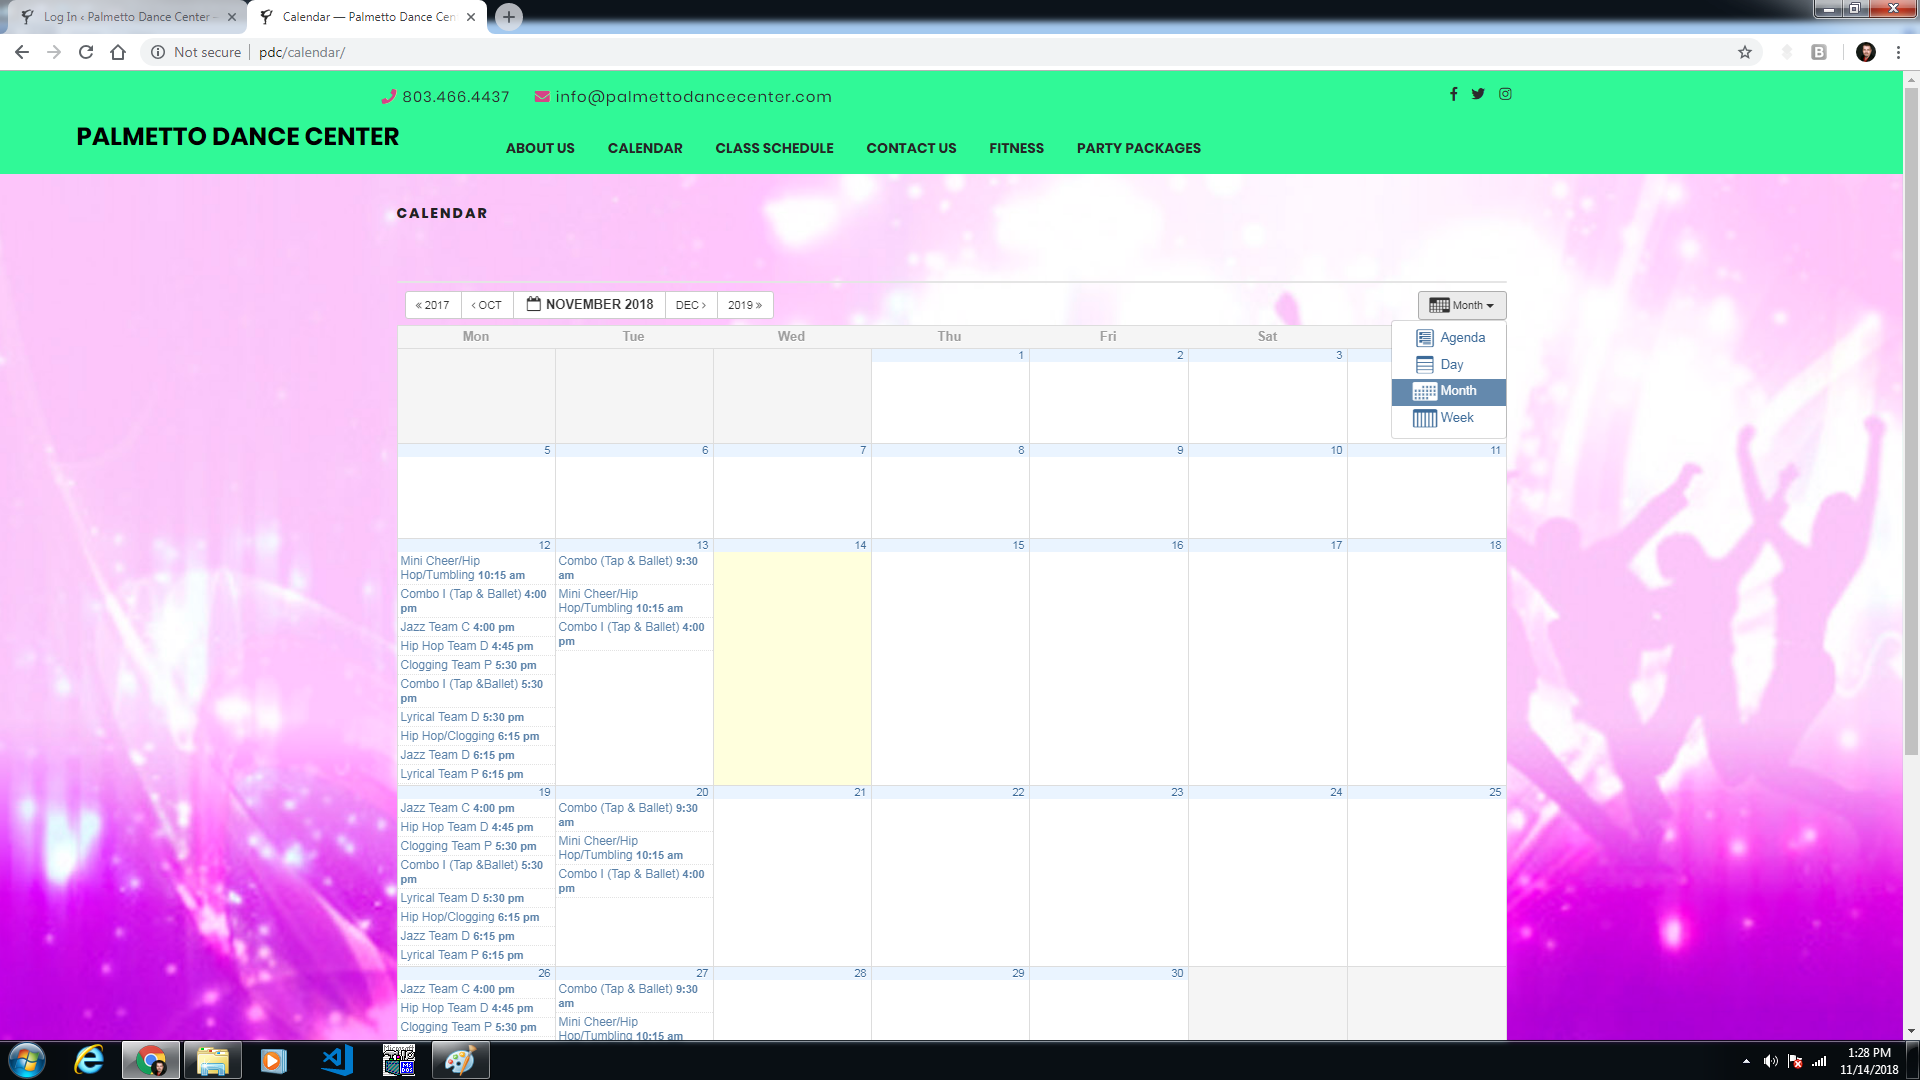 Log In ‹ Palmetto Dance Center -
Calendar — Palmetto Dance Cen
Not secure
pdc/calendar/
803.466.4437
info@palmettodancecenter.com
PALMETTO DANCE CENTER
ABOUT US
CALENDAR
CLASS SCHEDULE
CONTACT US
FITNESS
PARTY PACKAGES
CALENDAR
« 2017
‹ OCT
NOVEMBER 2018
DEC ›
2019 »
Month
Agenda
Day
Month
Week
Mon
Tue
Wed
Thu
Fri
Sat
1
2
3
5
6
7
8
9
10
11
12
13
14
15
16
17
18
Mini Cheer/Hip
Hop/Tumbling 10:15 am
Combo I (Tap & Ballet) 4:00
pm
Jazz Team C 4:00 pm
Hip Hop Team D 4:45 pm
Clogging Team P 5:30 pm
Combo I (Tap &Ballet) 5:30
pm
Lyrical Team D 5:30 pm
Hip Hop/Clogging 6:15 pm
Jazz Team D 6:15 pm
Lyrical Team P 6:15 pm
Combo (Tap & Ballet) 9:30
am
Mini Cheer/Hip
Hop/Tumbling 10:15 am
Combo I (Tap & Ballet) 4:00
pm
19
20
21
22
23
24
25
Jazz Team C 4:00 pm
Hip Hop Team D 4:45 pm
Clogging Team P 5:30 pm
Combo I (Tap &Ballet) 5:30
pm
Lyrical Team D 5:30 pm
Hip Hop/Clogging 6:15 pm
Jazz Team D 6:15 pm
Lyrical Team P 6:15 pm
Combo (Tap & Ballet) 9:30
am
Mini Cheer/Hip
Hop/Tumbling 10:15 am
Combo I (Tap & Ballet) 4:00
pm
26
27
28
29
30
Jazz Team C 4:00 pm
Hip Hop Team D 4:45 pm
Clogging Team P 5:30 pm
Combo (Tap & Ballet) 9:30
am
Mini Cheer/Hip
Hop/Tumbling 10:15 am
1:28 PM
11/14/2018